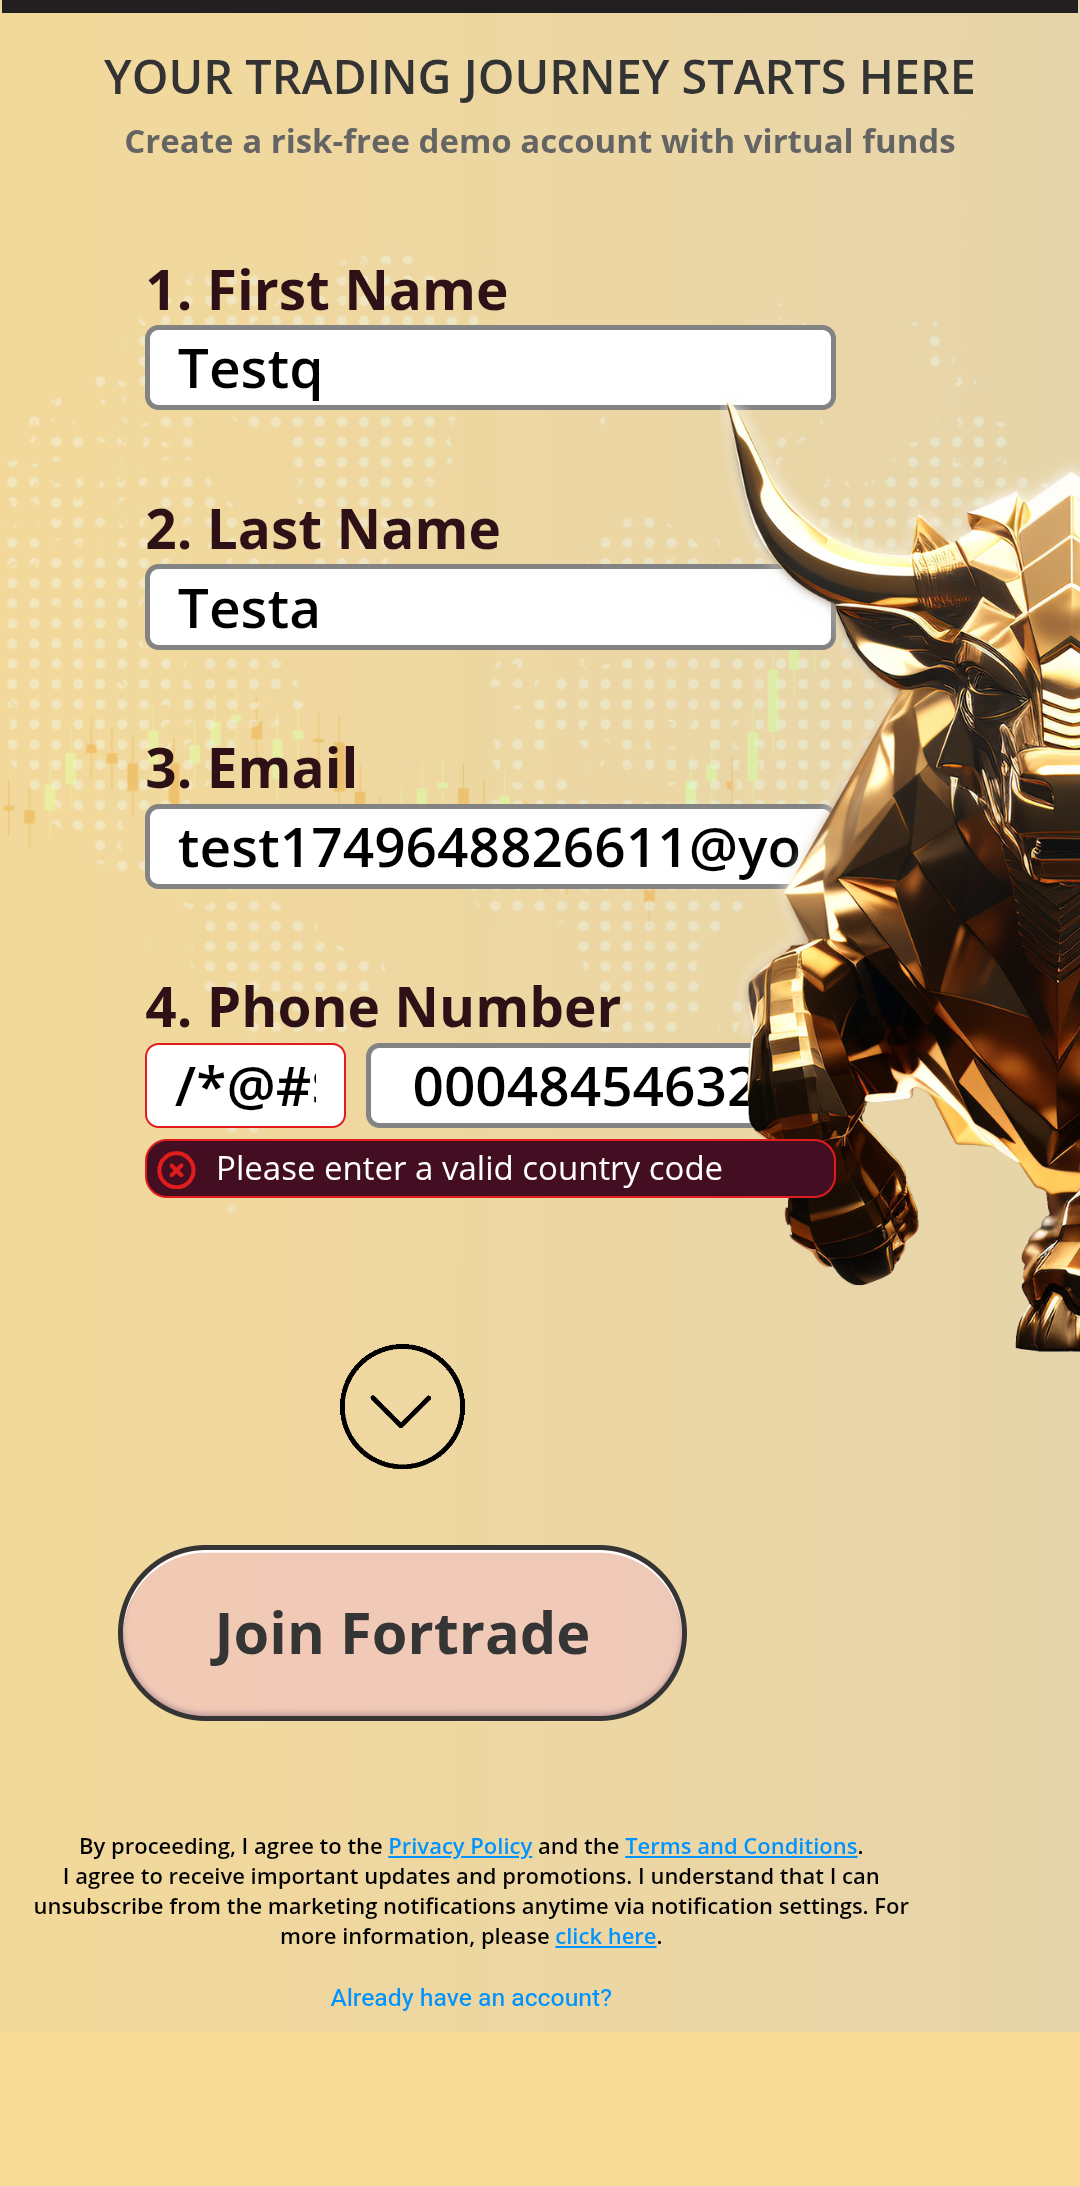 YOUR TRADING JOURNEY STARTS HERE
Create a risk-free demo account with virtual funds
1. First Name
Testq
2. Last Name
Testa
3. Email
test1749648826611@yo
4. Phone Number
/*@#$ 00048454632
Please enter a valid country code
Join Fortrade
By proceeding, I agree to the Privacy Policy and the Terms and Conditions.
I agree to receive important updates and promotions. I understand that I can
unsubscribe from the marketing notifications anytime via notification settings. For
more information, please click here.
Already have an account?